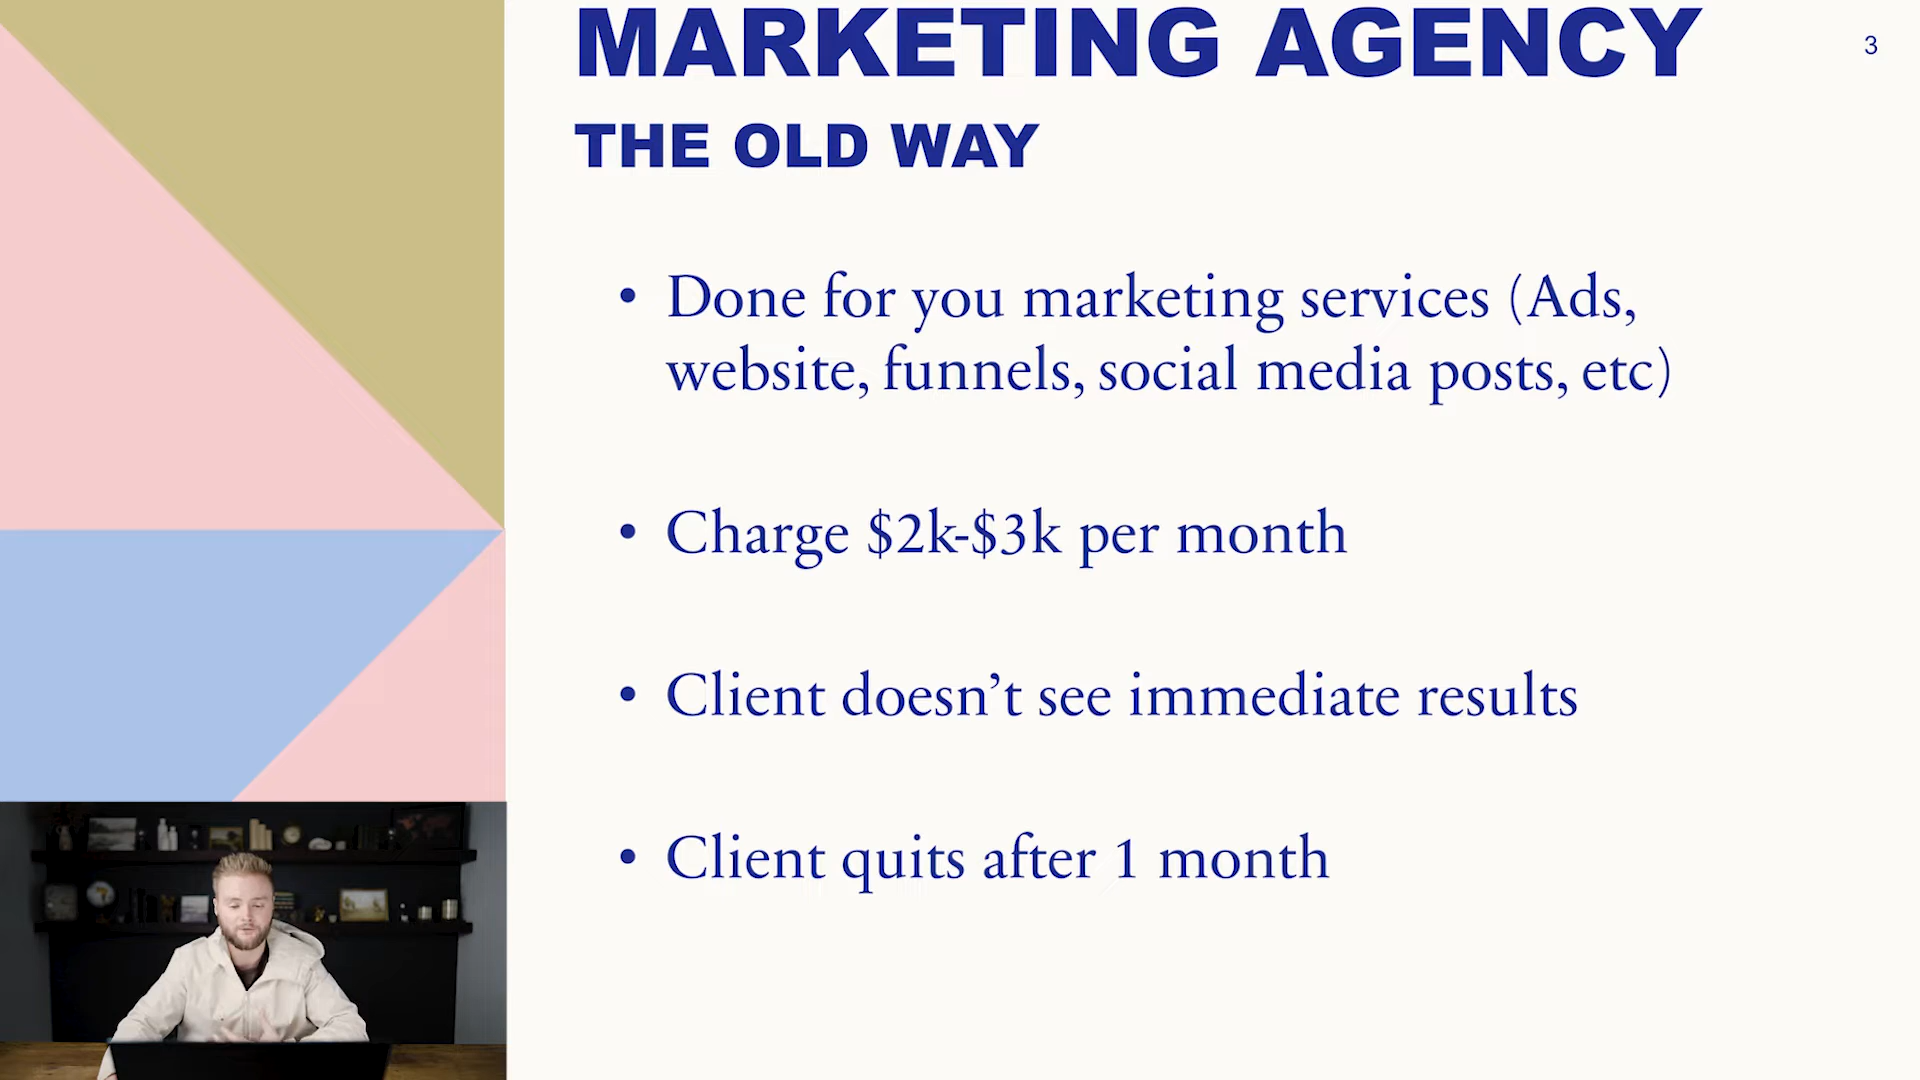 MARKETING AGENCY
3
THE OLD WAY
• Done for you marketing services (Ads,
website, funnels, social media posts, etc)
• Charge $2k-$3k per month
• Client doesn’t see immediate results
• Client quits after 1 month